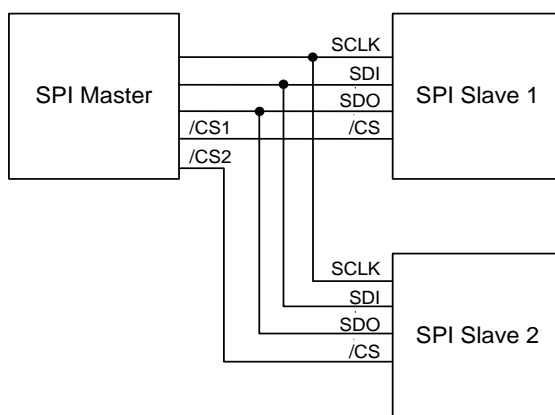 SPI Master
/CS1
/CS2
SCLK
SDI
SDO
/CS
SPI Slave 1
SCLK
SDI
SDO
/CS
SPI Slave 2